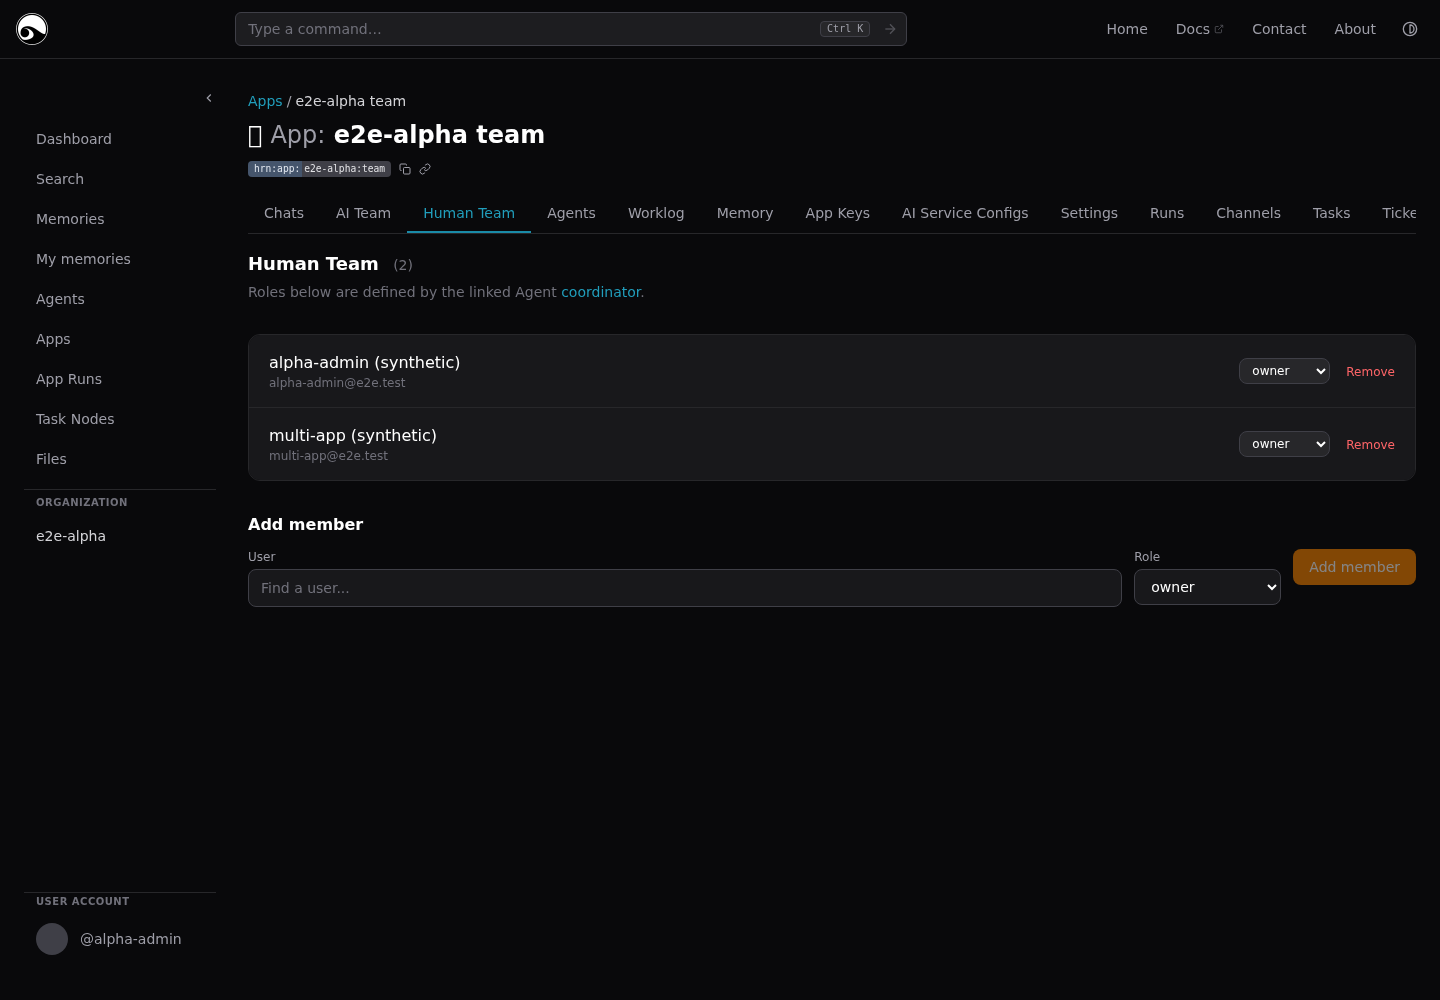 Type a command... Ctrl K
Home Docs Contact About
Dashboard
Search
Memories
My memories
Agents
Apps
App Runs
Task Nodes
Files
ORGANIZATION
e2e-alpha
USER ACCOUNT
@alpha-admin
Apps / e2e-alpha team
App: e2e-alpha team
hrn:app: e2e-alpha:team
Chats AI Team Human Team Agents Worklog Memory App Keys AI Service Configs Settings Runs Channels Tasks Ticke
Human Team (2)
Roles below are defined by the linked Agent coordinator.
alpha-admin (synthetic)
alpha-admin@e2e.test
owner Remove
multi-app (synthetic)
multi-app@e2e.test
owner Remove
Add member
User
Find a user...
Role
owner
Add member